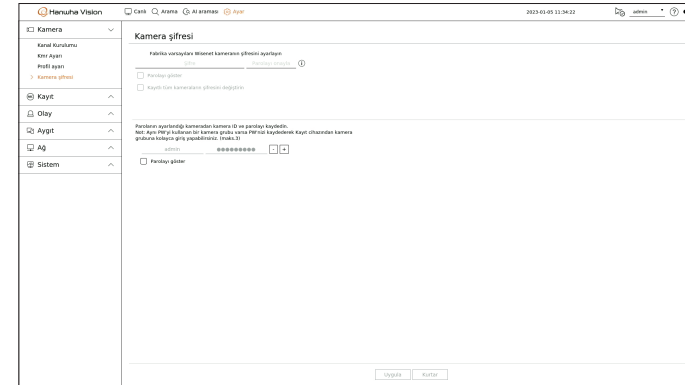 Hanwha Vision
Canlı Arama AI araması Ayar
2023-01-05 11:34:22
admin
Kamera
Kanal Kurulumu
Kmr Ayarı
Profil ayarı
Kamera şifresi
Kayıt
Olay
Aygıt
Ağ
Sistem
Kamera şifresi
Fabrika varsayılanı Wisenet kameranın şifresini ayarlayın
Şifre Parolayı onayla
Parolayı göster
Kayıtlı tüm kameraların şifresini değiştirin
Parolanın ayarlandığı kameradan kamera ID ve parolayı kaydedin.
Not: Aynı PW'yi kullanan bir kamera grubu varsa PW'nizi kaydederek Kayıt cihazından kamera
grubuna kolayca giriş yapabilirsiniz. (maks.3)
admin ●●●●●●●●● - +
Parolayı göster
Uygula Kurtar